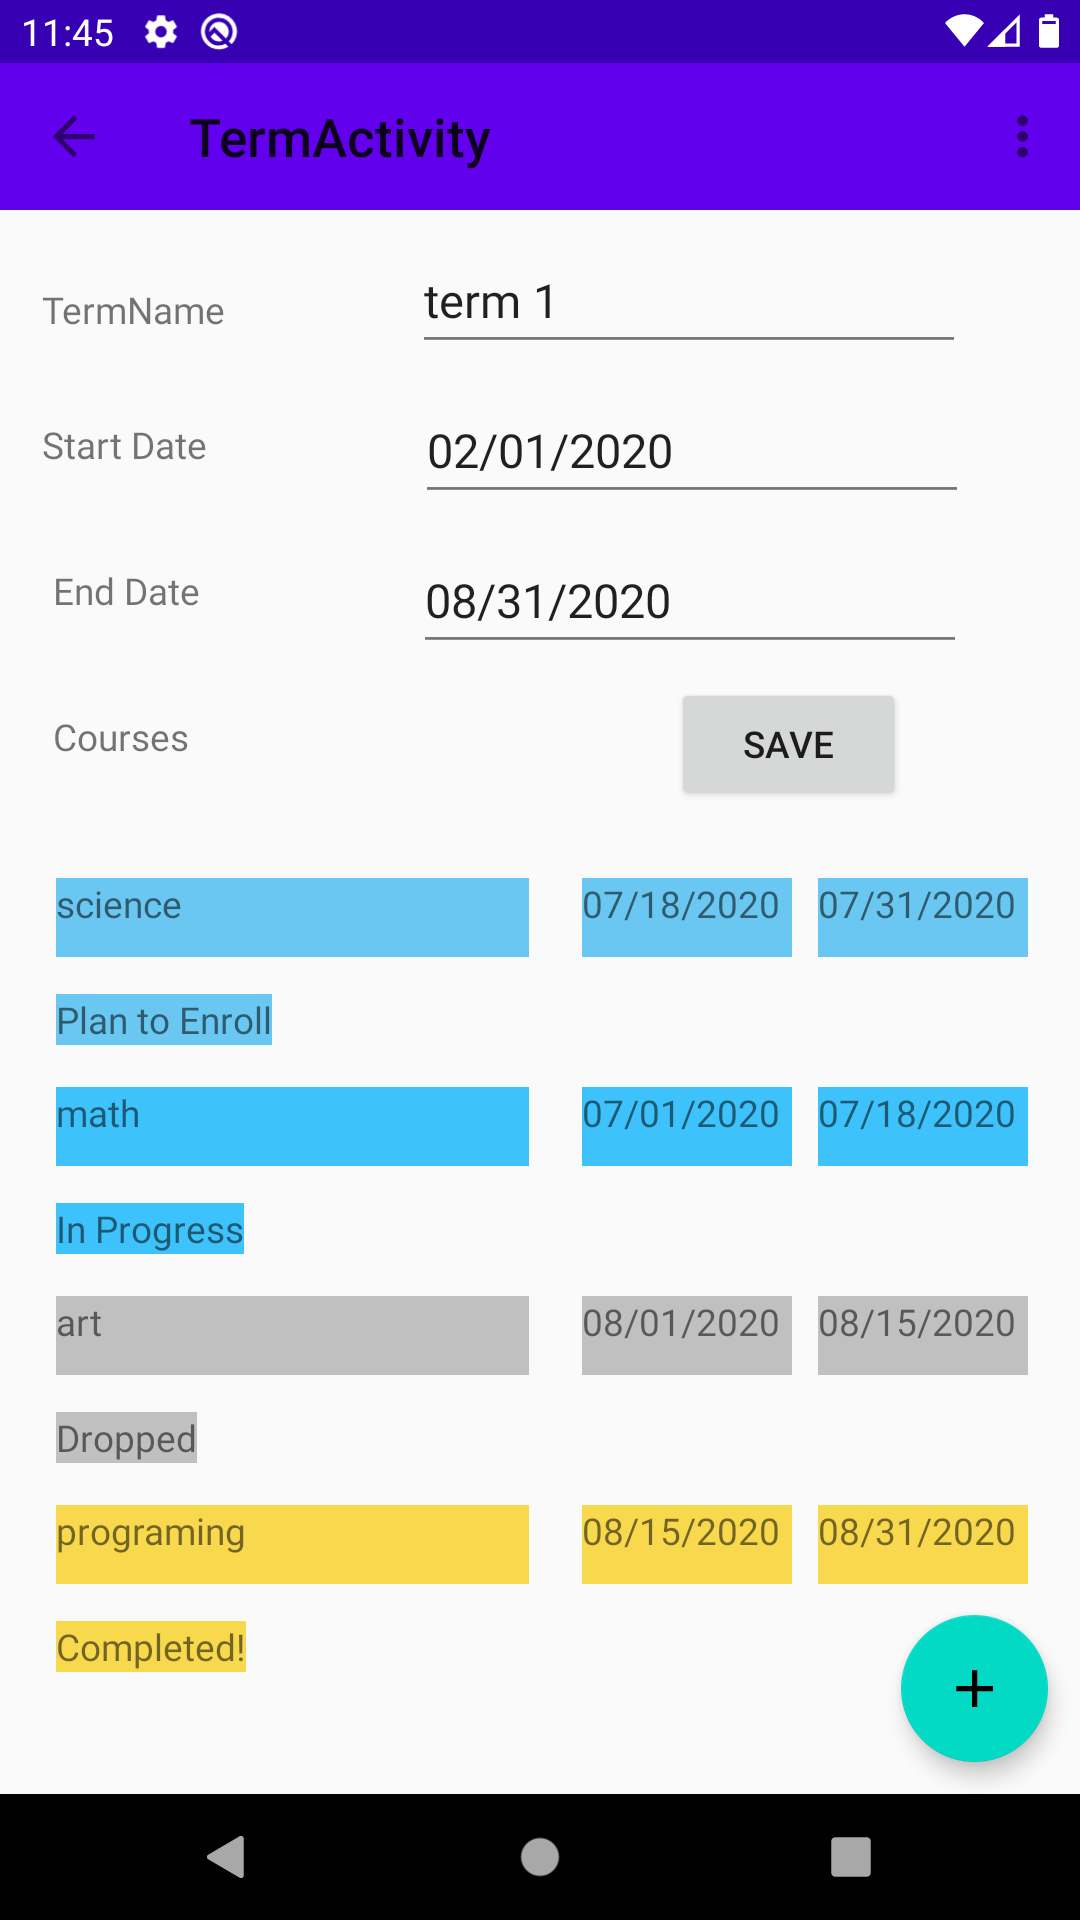 11:45
TermActivity
TermName term 1
Start Date 02/01/2020
End Date 08/31/2020
Courses SAVE
science 07/18/2020 07/31/2020
Plan to Enroll
math 07/01/2020 07/18/2020
In Progress
art 08/01/2020 08/15/2020
Dropped
programing 08/15/2020 08/31/2020
Completed!